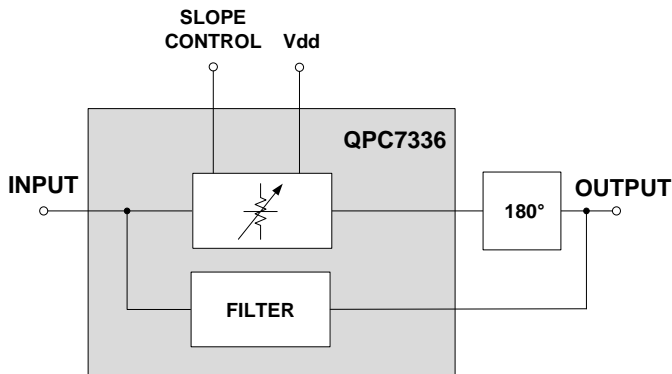 SLOPE
CONTROL
Vdd
QPC7336
INPUT
180°
OUTPUT
FILTER